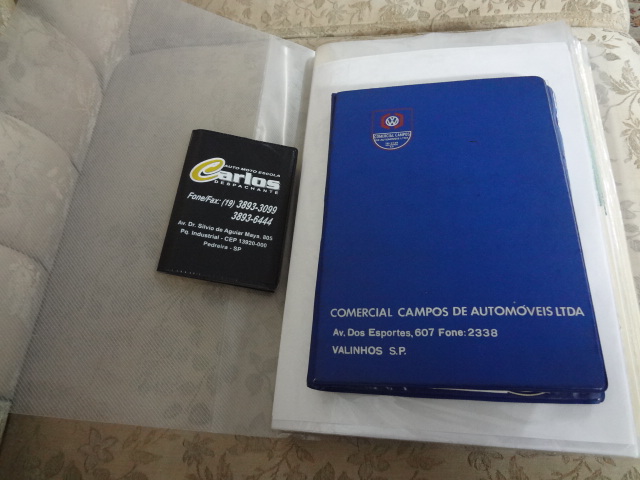 AUTO MOTO ESCOLA
Carlos
DESPACHANTE
Fone/Fax: (19) 3893-3099
3893-6444
Av. Dr. Silvio de Aguiar Maya, 805
Pq. Industrial - CEP 13920-000
Pedreira - SP
COMERCIAL CAMPOS
COMERCIAL CAMPOS DE AUTOMÓVEIS LTDA
Av. Dos Esportes, 607 Fone: 2338
VALINHOS S.P.